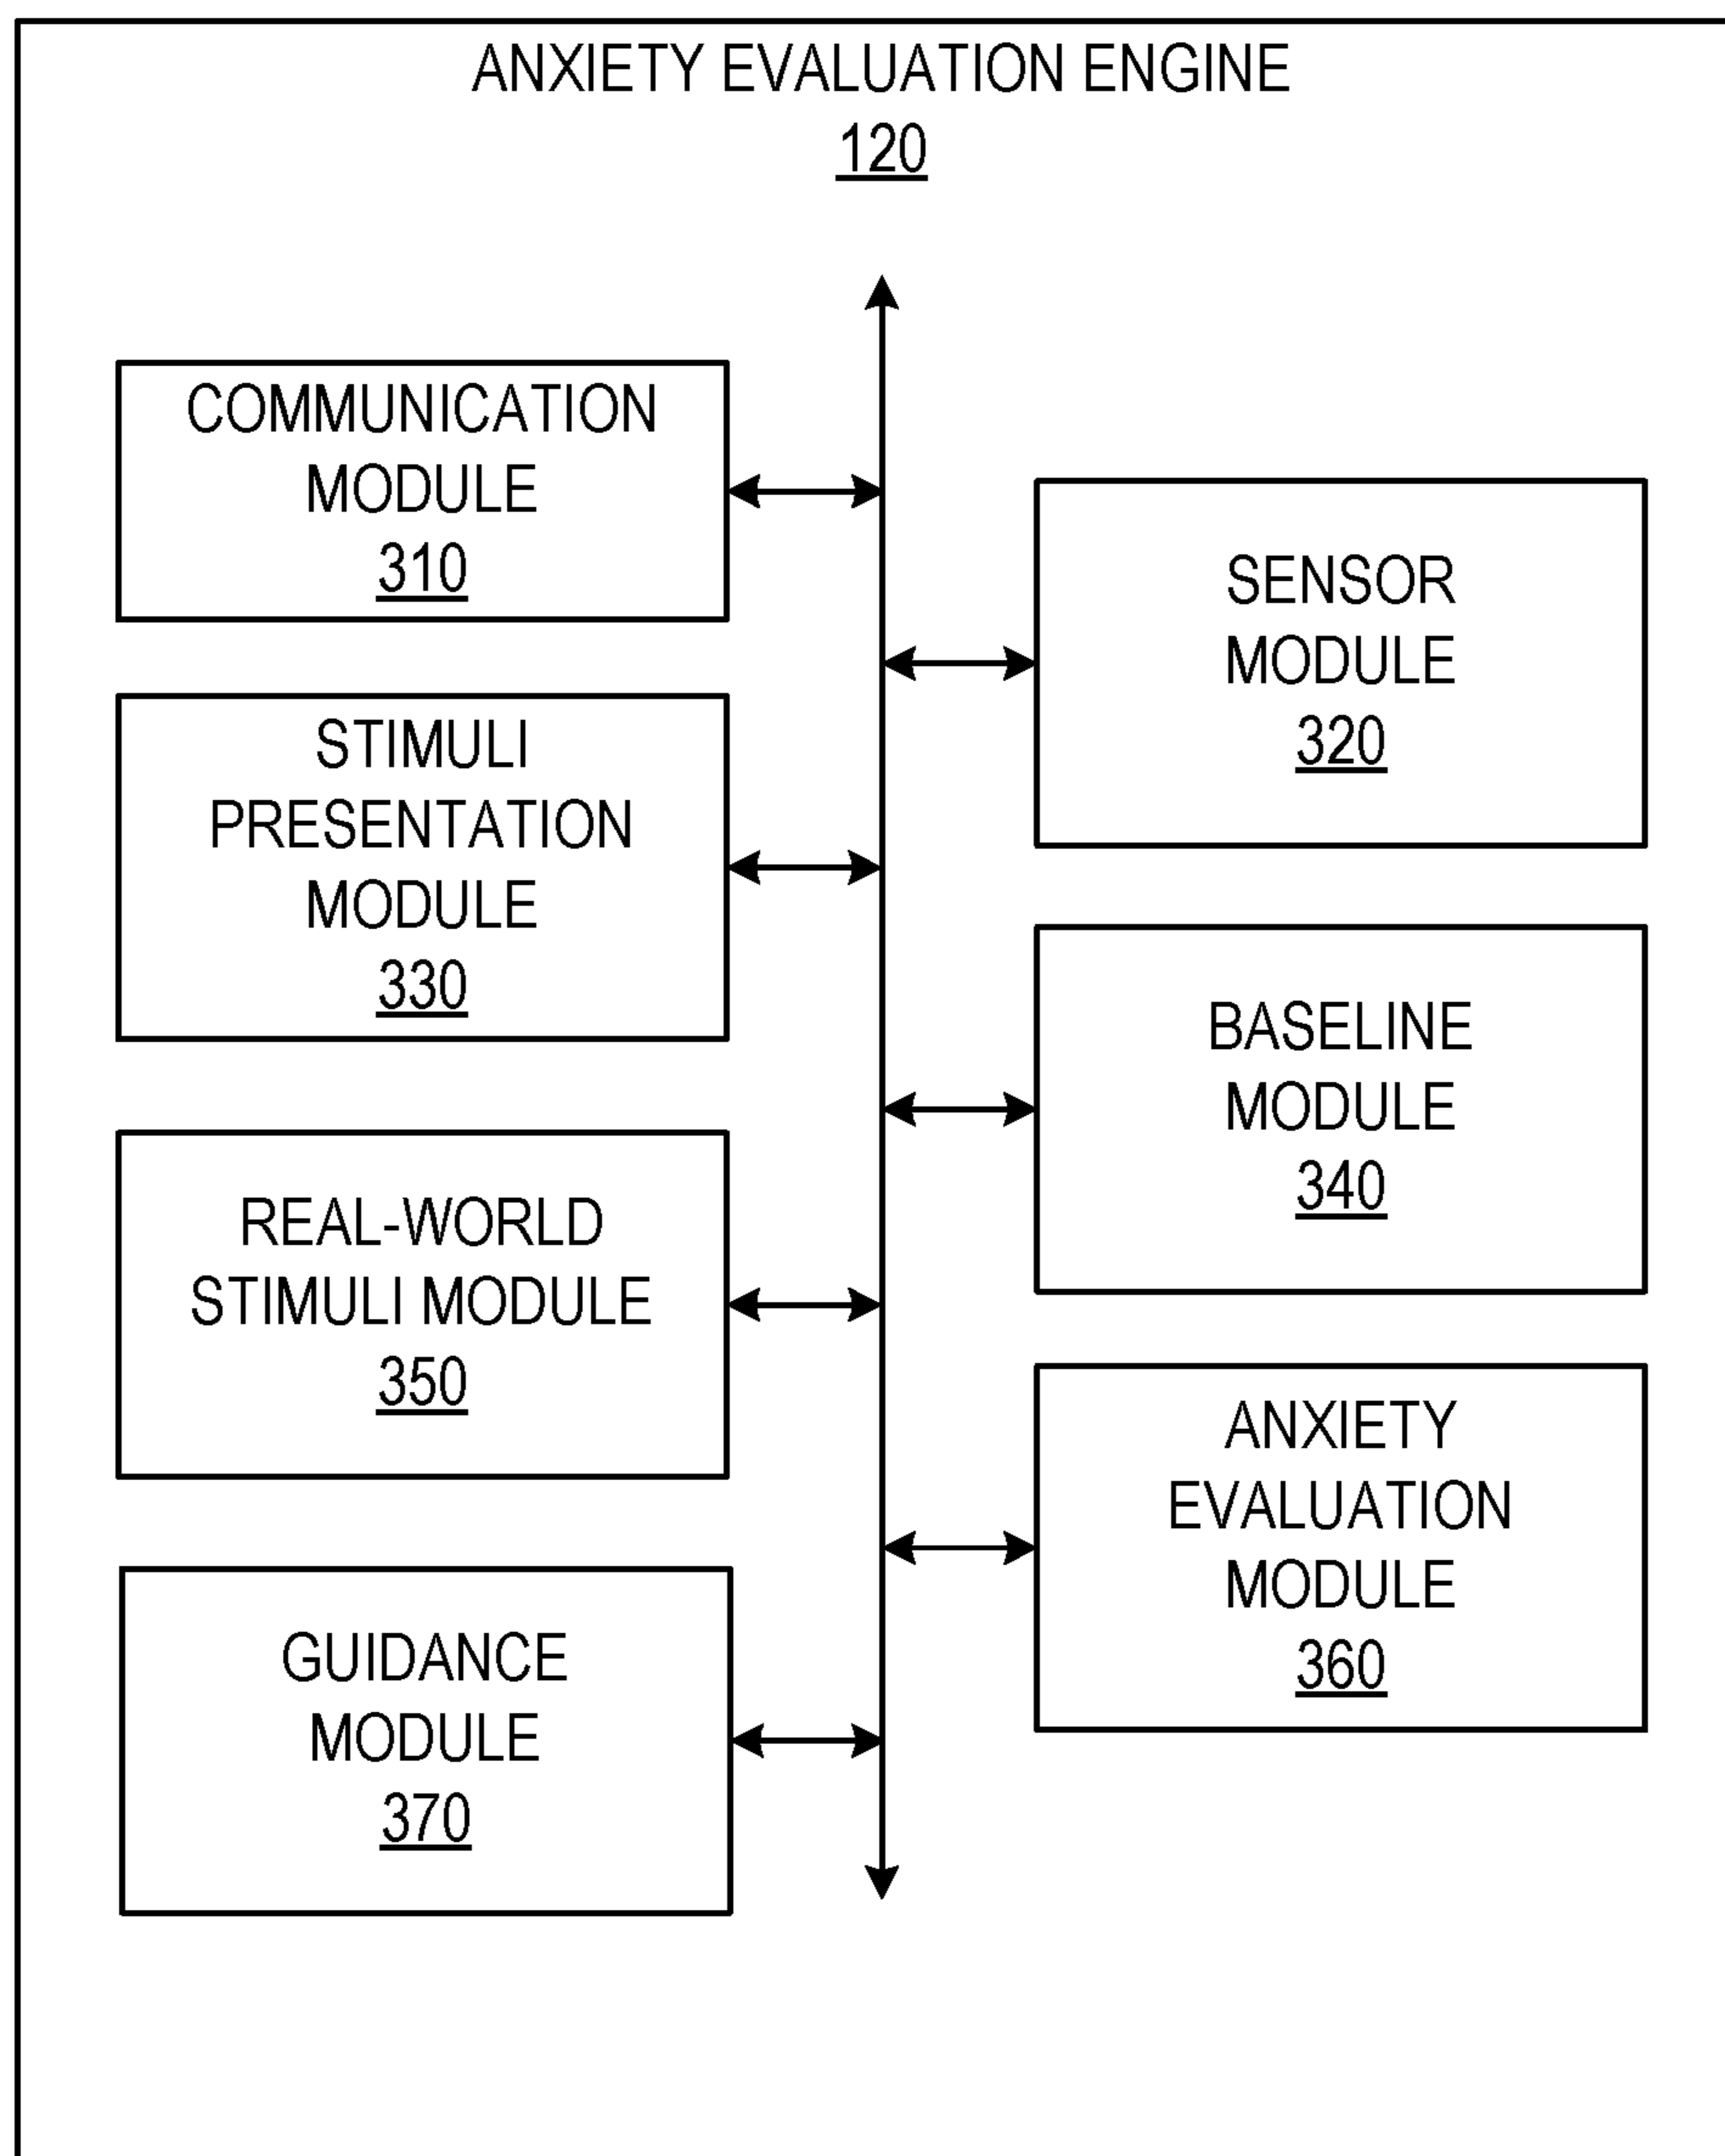 ANXIETY EVALUATION ENGINE
120
COMMUNICATION
MODULE
310
SENSOR
MODULE
320
STIMULI
PRESENTATION
MODULE
330
BASELINE
MODULE
340
REAL-WORLD
STIMULI MODULE
350
ANXIETY
EVALUATION
MODULE
360
GUIDANCE
MODULE
370